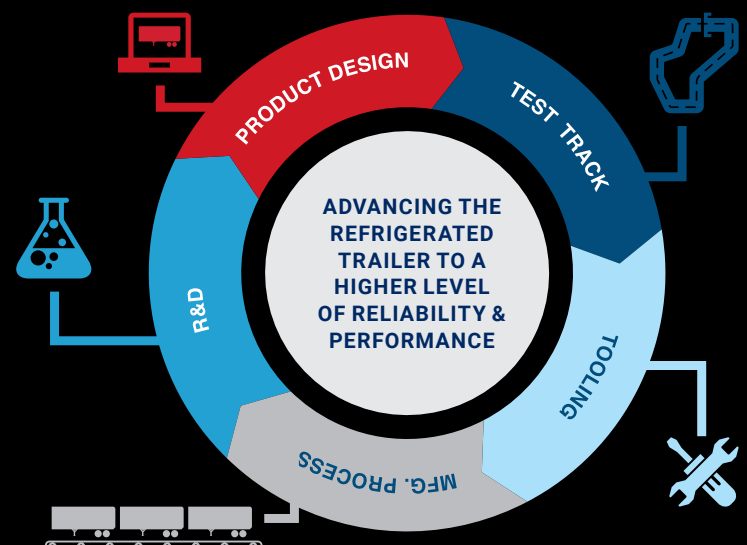 PRODUCT DESIGN
TEST TRACK
TOOLING
MFG. PROCESS
R&D
ADVANCING THE
REFRIGERATED
TRAILER TO A
HIGHER LEVEL
OF RELIABILITY &
PERFORMANCE